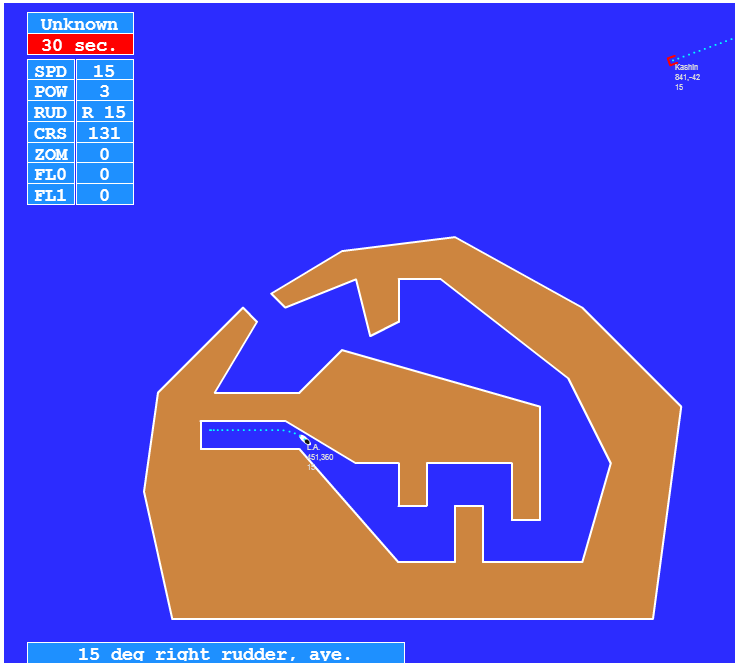 Unknown
30 sec.
SPD 15
POW 3
RUD R 15
CRS 131
ZOM 0
FL0 0
FL1 0
Kashin
841,-42
15
L.A.
451,360
15
15 deg right rudder, aye.